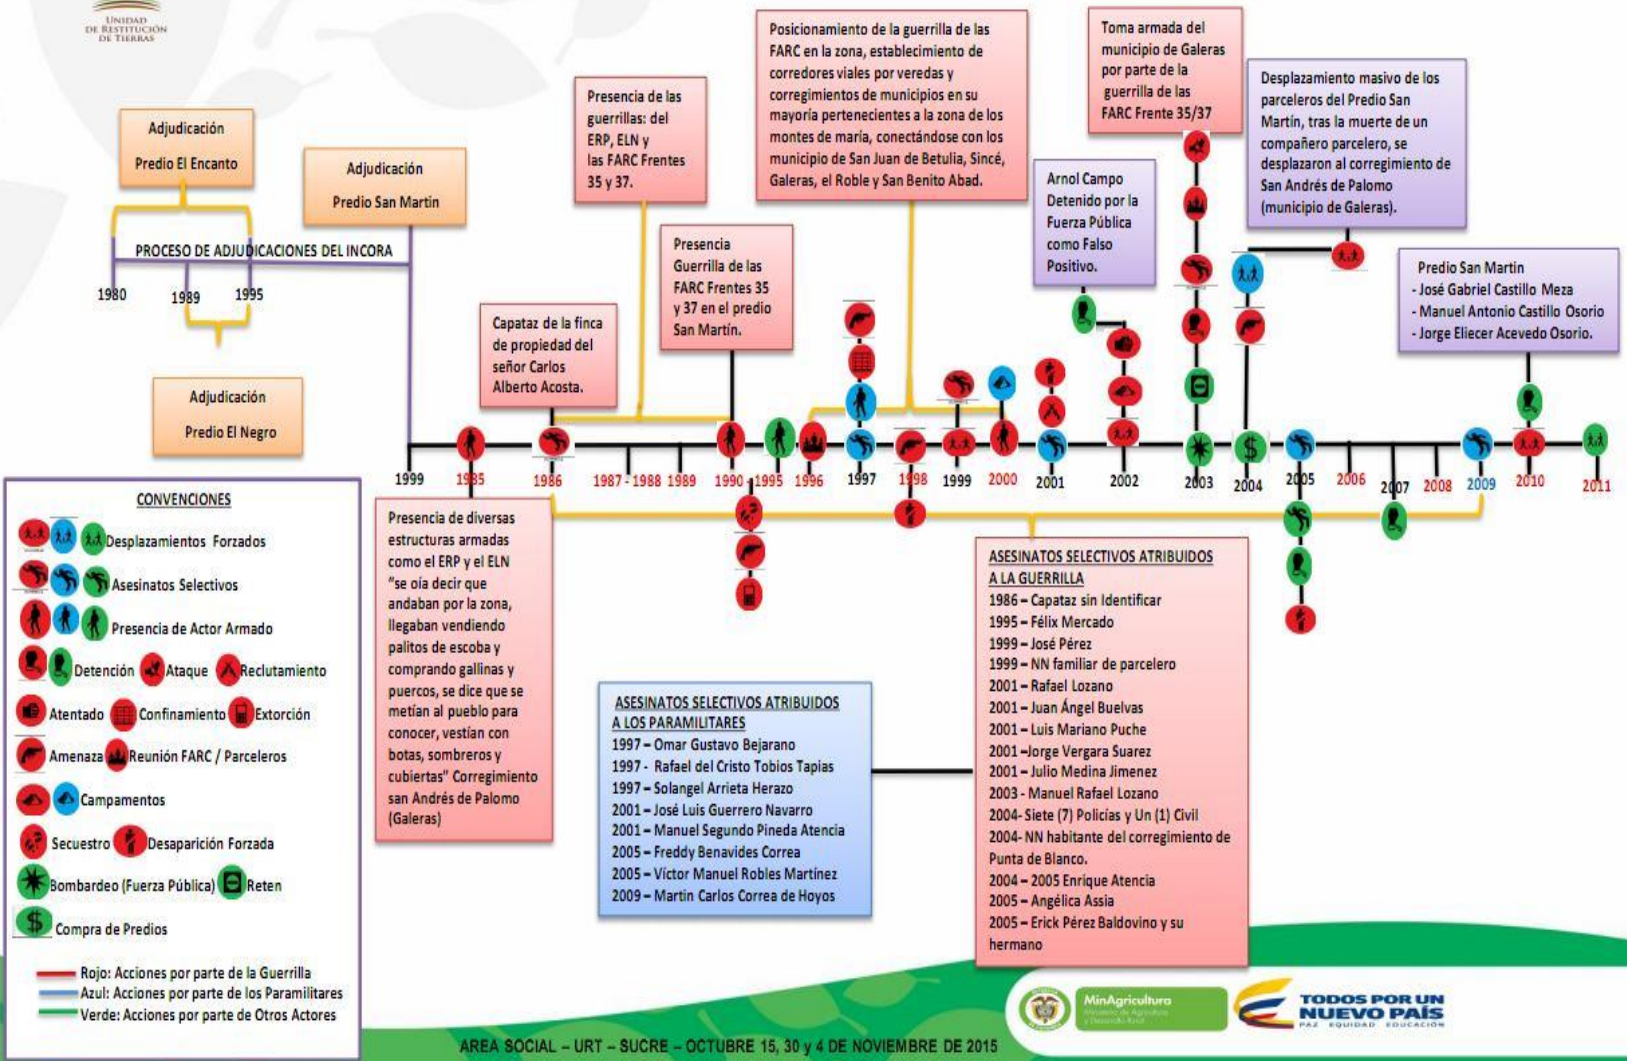 UNIDAD
DE RESTITUCIÓN
DE TIERRAS
Adjudicación
Predio El Encanto
Adjudicación
Predio San Martin
PROCESO DE ADJUDICACIONES DEL INCORA
1980
1989
1995
Adjudicación
Predio El Negro
Capataz de la finca
de propiedad del
señor Carlos
Alberto Acosta.
Presencia de las
guerrillas: del
ERP, ELN y
las FARC Frentes
35 y 37.
Presencia
Guerrilla de las
FARC Frentes 35
y 37 en el predio
San Martín.
Posicionamiento de la guerrilla de las
FARC en la zona, establecimiento de
corredores viales por veredas y
corregimientos de municipios en su
mayoría pertenecientes a la zona de los
montes de maría, conectándose con los
municipio de San Juan de Betulia, Sincé,
Galeras, el Roble y San Benito Abad.
Arnol Campo
Detenido por la
Fuerza Pública
como Falso
Positivo.
Toma armada del
municipio de Galeras
por parte de la
guerrilla de las
FARC Frente 35/37
Desplazamiento masivo de los
parceleros del Predio San
Martín, tras la muerte de un
compañero parcelero, se
desplazaron al corregimiento de
San Andrés de Palomo
(municipio de Galeras).
Predio San Martin
- José Gabriel Castillo Meza
- Manuel Antonio Castillo Osorio
- Jorge Eliecer Acevedo Osorio.
1999
1985
1986
1987 - 1988
1989
1990 - 1995
1996
1997
1998
1999
2000
2001
2002
2003
2004
2005
2006
2007
2008
2009
2010
2011
CONVENCIONES
Desplazamientos Forzados
Asesinatos Selectivos
Presencia de Actor Armado
Detención Ataque Reclutamiento
Atentado Confinamiento Extorción
Amenaza Reunión FARC / Parceleros
Campamentos
Secuestro Desaparición Forzada
Bombardeo (Fuerza Pública) Reten
$ Compra de Predios
Rojo: Acciones por parte de la Guerrilla
Azul: Acciones por parte de los Paramilitares
Verde: Acciones por parte de Otros Actores
Presencia de diversas
estructuras armadas
como el ERP y el ELN
"se oía decir que
andaban por la zona,
llegaban vendiendo
palitos de escoba y
comprando gallinas y
puercos, se dice que se
metían al pueblo para
conocer, vestían con
botas, sombreros y
cubiertas" Corregimiento
san Andrés de Palomo
(Galeras)
ASESINATOS SELECTIVOS ATRIBUIDOS
A LOS PARAMILITARES
1997 – Omar Gustavo Bejarano
1997 - Rafael del Cristo Tobios Tapias
1997 – Solangel Arrieta Herazo
2001 – José Luis Guerrero Navarro
2001 – Manuel Segundo Pineda Atencia
2005 – Freddy Benavides Correa
2005 – Víctor Manuel Robles Martínez
2009 – Martin Carlos Correa de Hoyos
ASESINATOS SELECTIVOS ATRIBUIDOS
A LA GUERRILLA
1986 – Capataz sin Identificar
1995 – Félix Mercado
1999 – José Pérez
1999 – NN familiar de parcelero
2001 – Rafael Lozano
2001 – Juan Ángel Buelvas
2001 – Luis Mariano Puche
2001 –Jorge Vergara Suarez
2001 – Julio Medina Jimenez
2003 - Manuel Rafael Lozano
2004- Siete (7) Policías y Un (1) Civil
2004- NN habitante del corregimiento de
Punta de Blanco.
2004 – 2005 Enrique Atencia
2005 – Angélica Assia
2005 – Erick Pérez Baldovino y su
hermano
$
MinAgricultura
Ministerio de Agricultura
y Desarrollo Rural
TODOS POR UN
NUEVO PAÍS
PAZ EQUIDAD EDUCACIÓN
AREA SOCIAL – URT – SUCRE – OCTUBRE 15, 30 y 4 DE NOVIEMBRE DE 2015